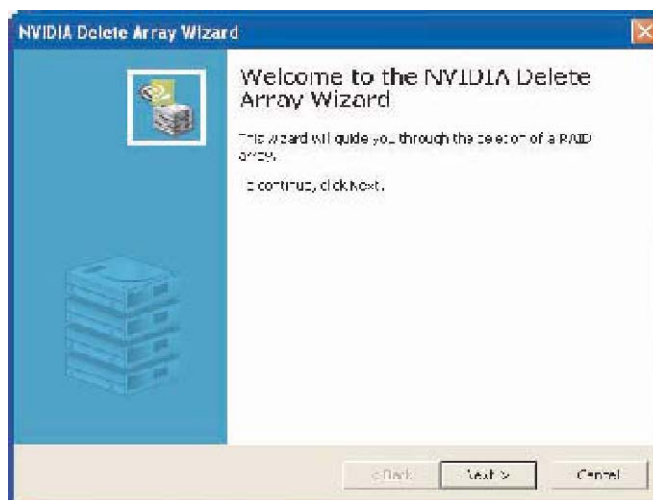 NVIDIA Delete Array Wizard
Welcome to the NVIDIA Delete
Array Wizard
This wizard will guide you through the deletion of a RAID
array.
To continue, click Next.
< Back
Next >
Cancel